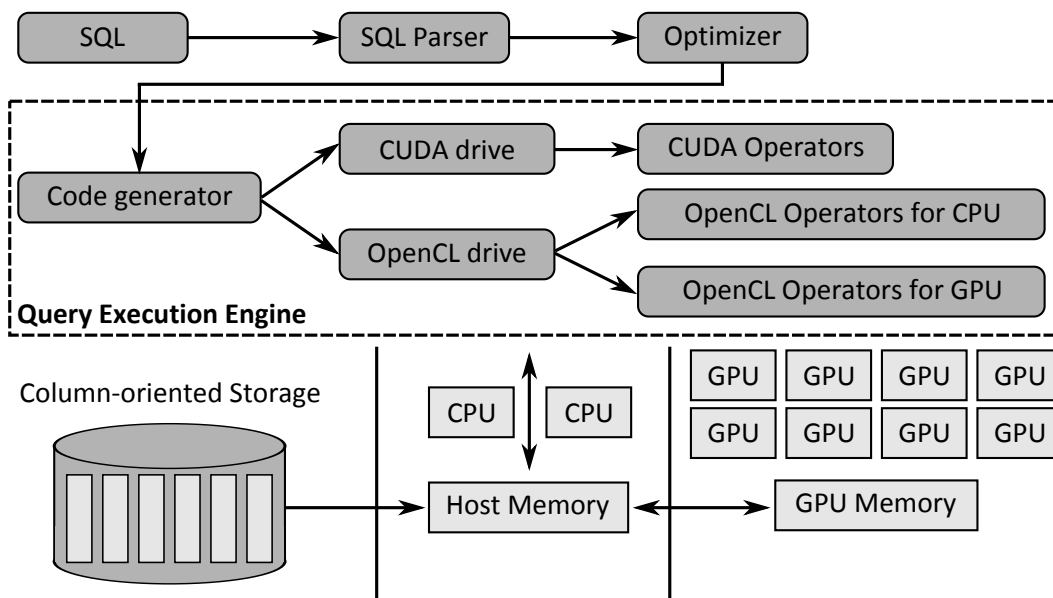 SQL
SQL Parser
Optimizer
CUDA drive
CUDA Operators
Code generator
OpenCL Operators for CPU
OpenCL drive
OpenCL Operators for GPU
Query Execution Engine
Column-oriented Storage
CPU
CPU
GPU
GPU
GPU
GPU
GPU
GPU
GPU
GPU
Host Memory
GPU Memory